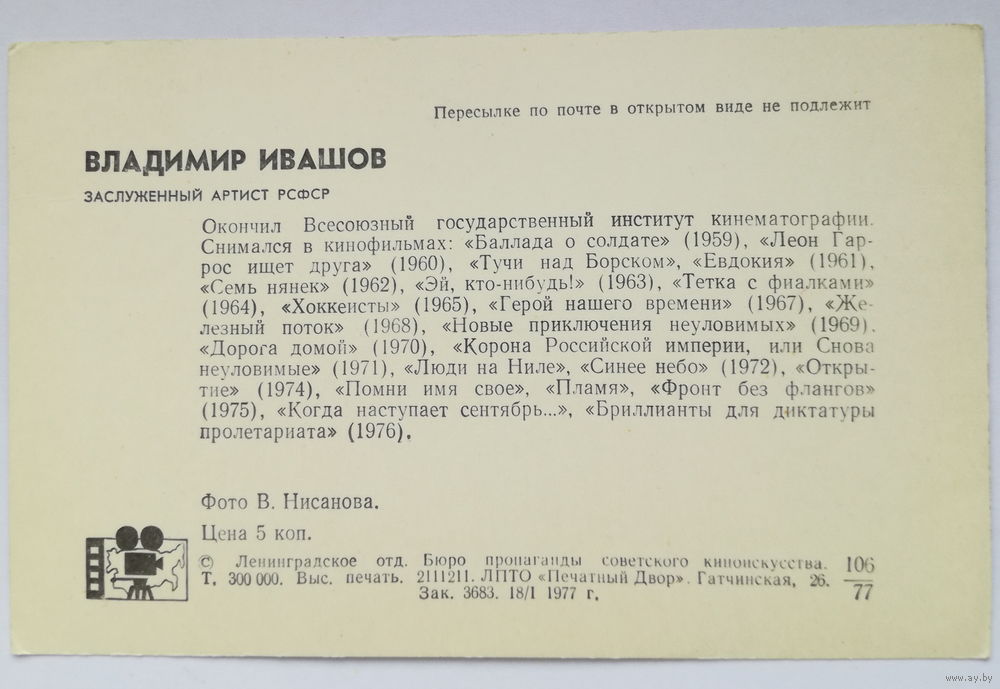 Пересылке по почте в открытом виде не подлежит
ВЛАДИМИР ИВАШОВ
ЗАСЛУЖЕННЫЙ АРТИСТ РСФСР
Окончил Всесоюзный государственный институт кинематографии.
Снимался в кинофильмах: «Баллада о солдате» (1959), «Леон Гар-
рос ищет друга» (1960), «Тучи над Борском», «Евдокия» (1961),
«Семь нянек» (1962), «Эй, кто-нибудь!» (1963), «Тетка с фиалками»
(1964), «Хоккеисты» (1965), «Герой нашего времени» (1967), «Же-
лезный поток» (1968), «Новые приключения неуловимых» (1969).
«Дорога домой» (1970), «Корона Российской империи, или Снова
неуловимые» (1971), «Люди на Ниле», «Синее небо» (1972), «Откры-
тие» (1974), «Помни имя свое», «Пламя», «Фронт без флангов»
(1975), «Когда наступает сентябрь...», «Бриллианты для диктатуры
пролетариата» (1976).
Фото В. Нисанова.
Цена 5 коп.
© Ленинградское отд. Бюро пропаганды советского киноискусства.
Т. 300 000. Выс. печать. 2111211. ЛПТО «Печатный Двор». Гатчинская, 26.
Зак. 3683. 18/I 1977 г.
106
77
www.ay.by